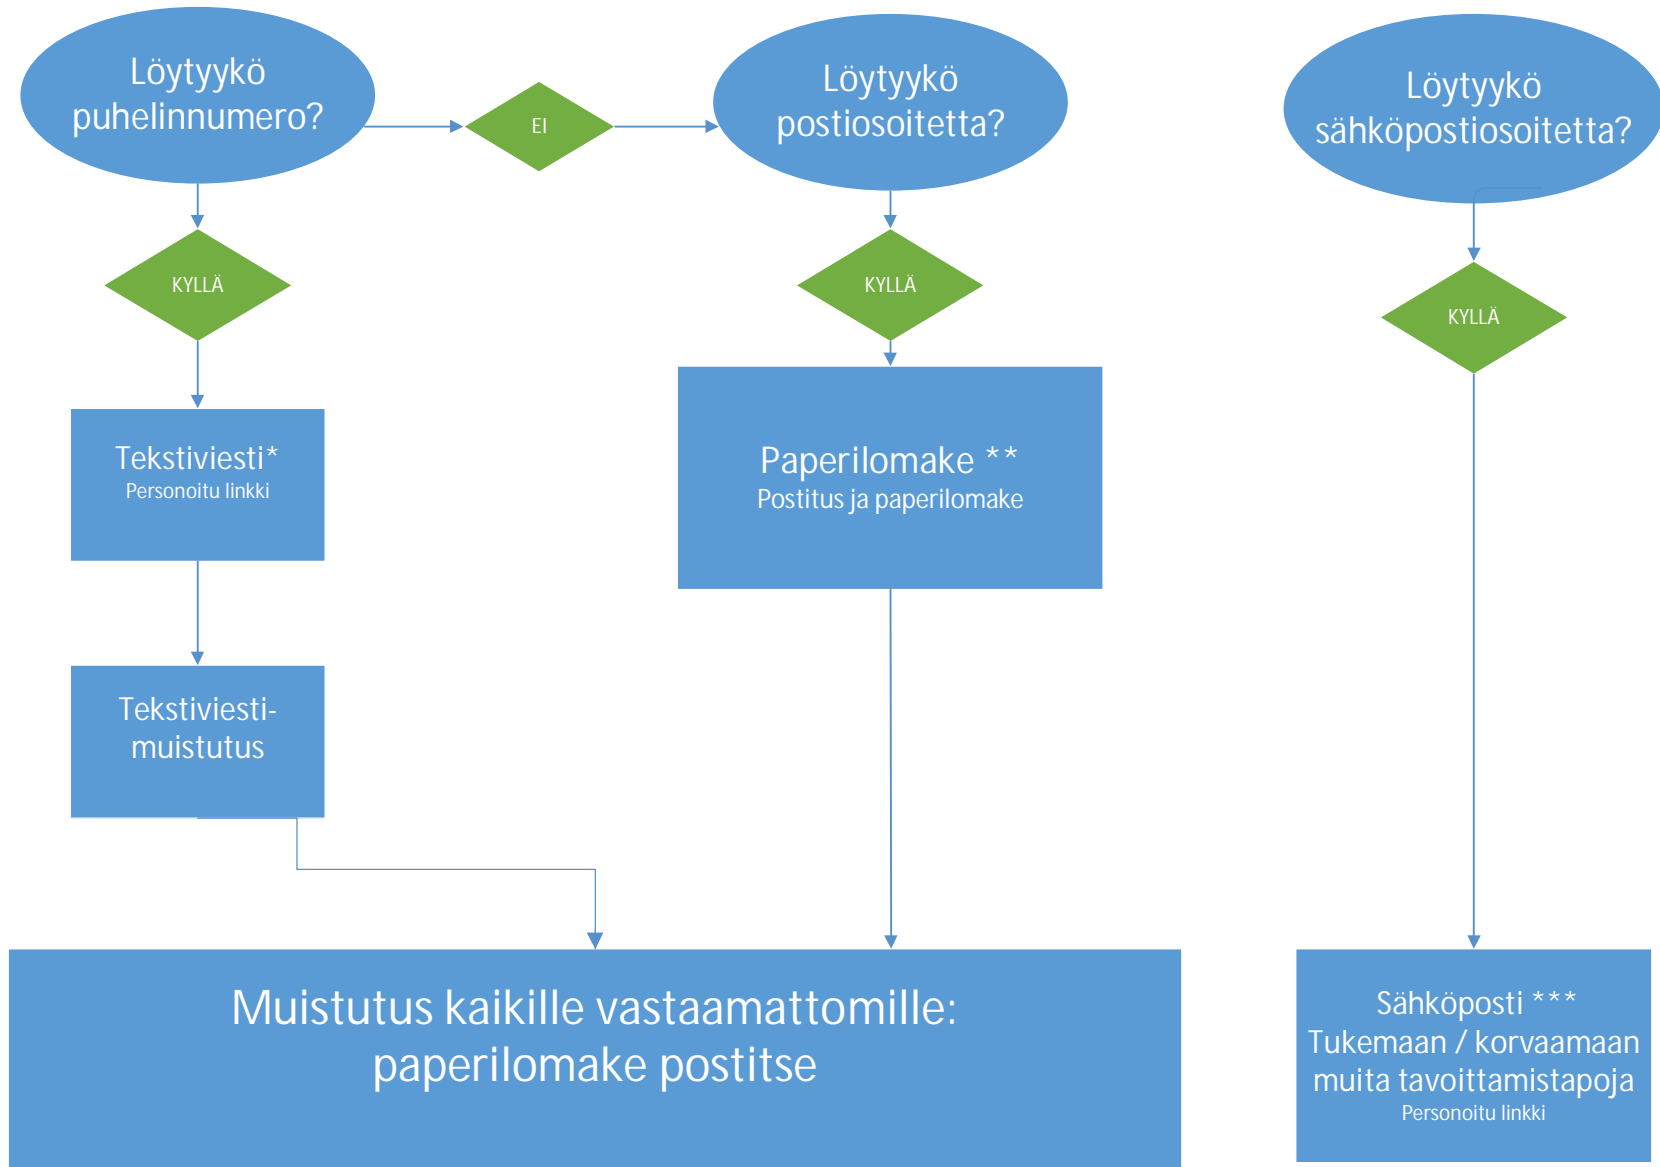 Löytyykö
puhelinnumero?
EI
Löytyykö
postiosoitetta?
Löytyykö
sähköpostiosoitetta?
KYLLÄ
KYLLÄ
KYLLÄ
Tekstiviesti*
Personoitu linkki
Paperilomake **
Postitus ja paperilomake
Tekstiviesti-
muistutus
Muistutus kaikille vastaamattomille:
paperilomake postitse
Sähköposti ***
Tukemaan / korvaamaan
muita tavoittamistapoja
Personoitu linkki